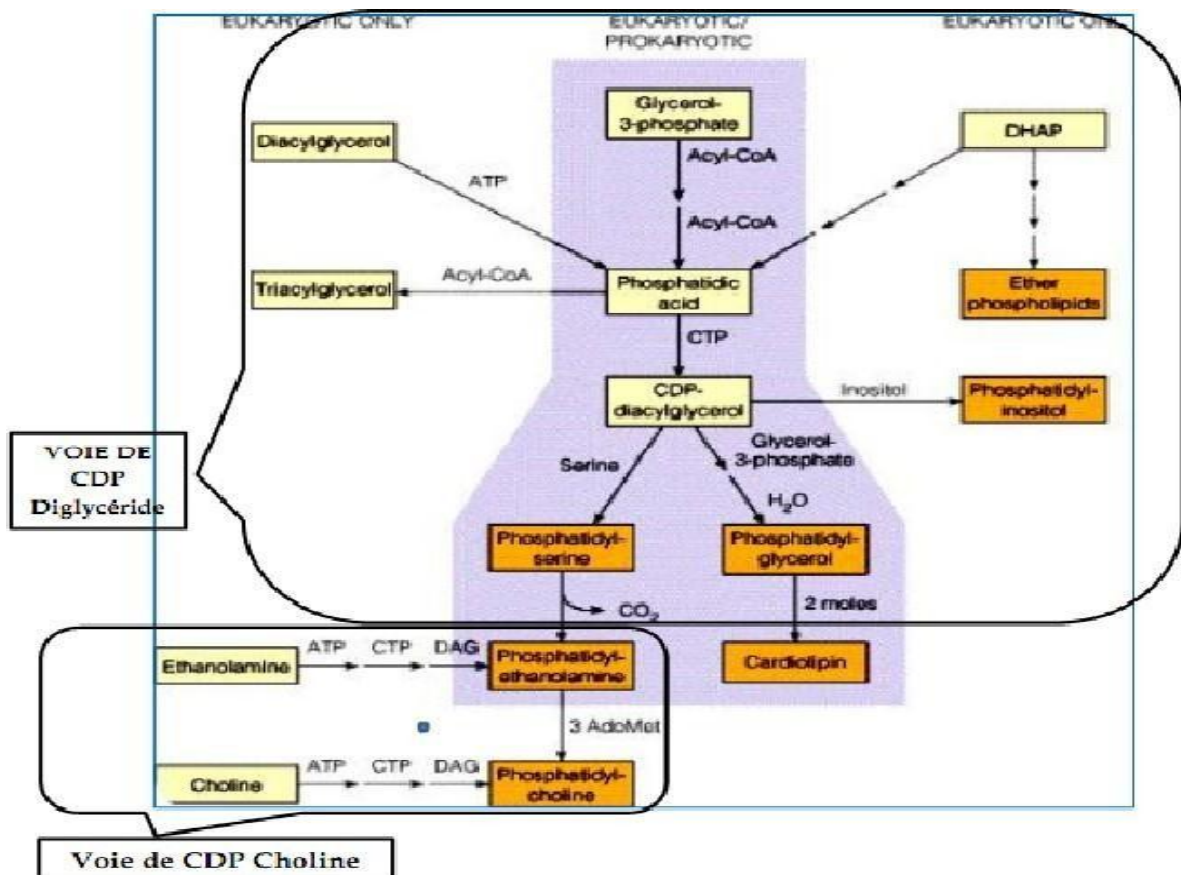 EUKARYOTIC ONLY
EUKARYOTIC/
PROKARYOTIC
EUKARYOTIC ONL
Glycerol-
3-phosphate
Diacylglycerol
DHAP
Acyl-CoA
ATP
Acyl-CoA
Triacylglycerol
Acyl-CoA
Phosphatidic
acid
Ether
phospholipids
CTP
CDP-
diacylglycerol
Inositol
Phosphatidyl-
inositol
VOIE DE
CDP
Diglycéride
Serine
Glycerol-
3-phosphate
H₂O
Phosphatidyl-
serine
Phosphatidyl-
glycerol
CO₂
2 moles
Ethanolamine
ATP
CTP
DAG
Phosphatidyl-
ethanolamine
Cardiolipin
3 AdoMet
Choline
ATP
CTP
DAG
Phosphatidyl-
choline
Voie de CDP Choline